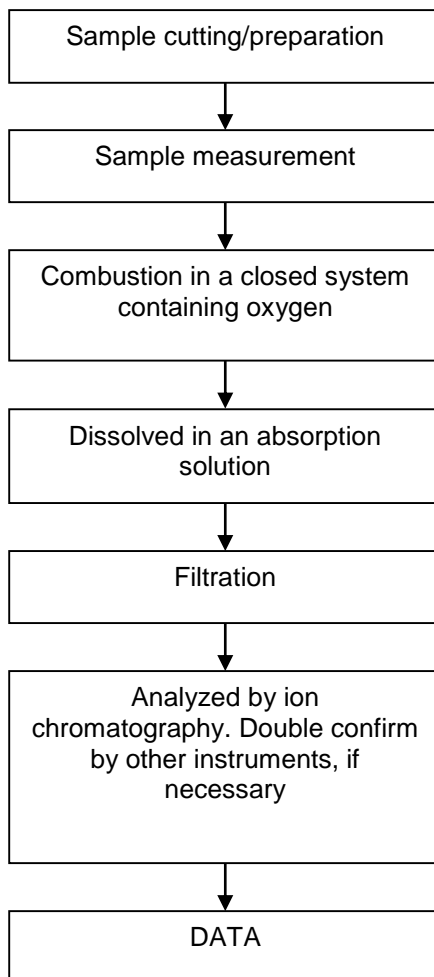 Sample cutting/preparation
Sample measurement
Combustion in a closed system
containing oxygen
Dissolved in an absorption
solution
Filtration
Analyzed by ion
chromatography. Double confirm
by other instruments, if
necessary
DATA